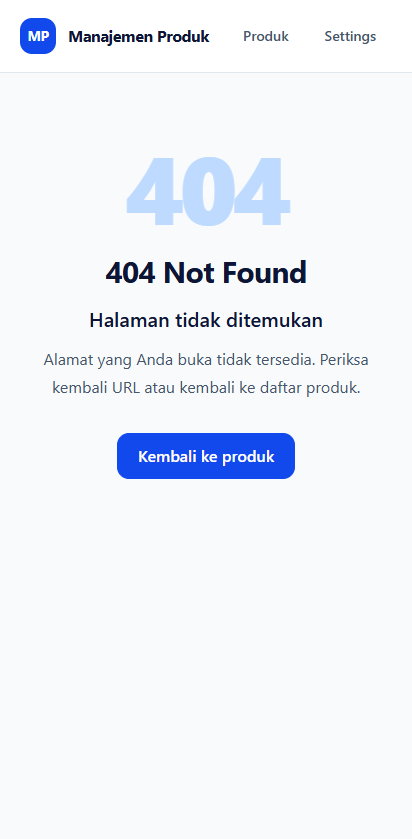 MP Manajemen Produk Produk Settings
404
404 Not Found
Halaman tidak ditemukan
Alamat yang Anda buka tidak tersedia. Periksa
kembali URL atau kembali ke daftar produk.
Kembali ke produk